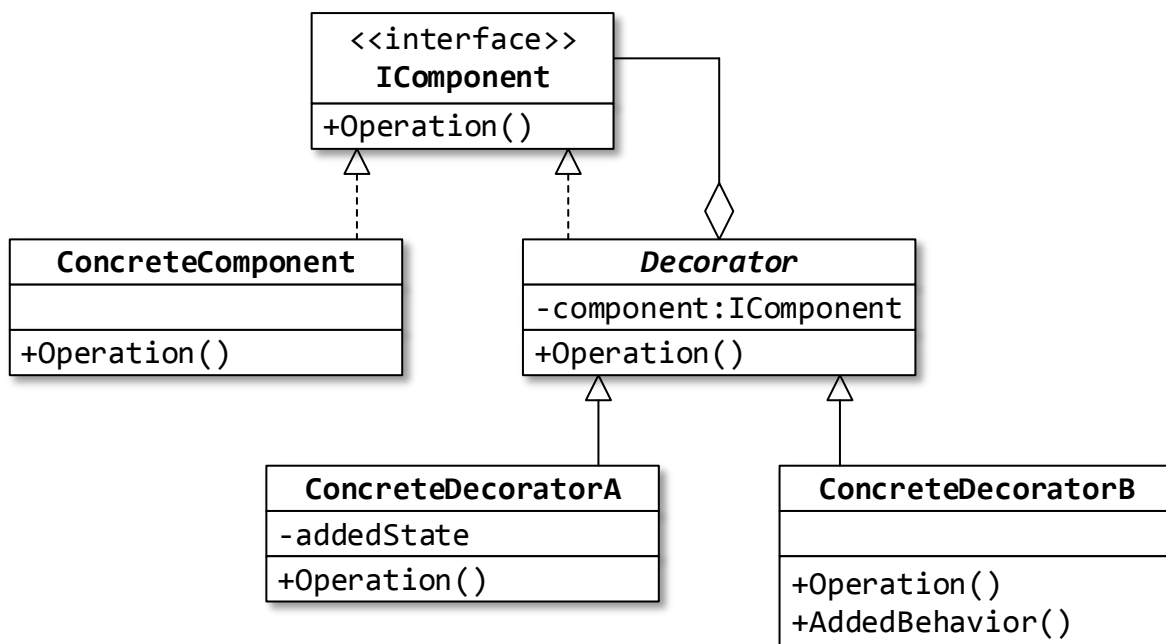 <<interface>>
IComponent
+Operation()
ConcreteComponent
+Operation()
Decorator
-component:IComponent
+Operation()
ConcreteDecoratorA
-addedState
+Operation()
ConcreteDecoratorB
+Operation()
+AddedBehavior()